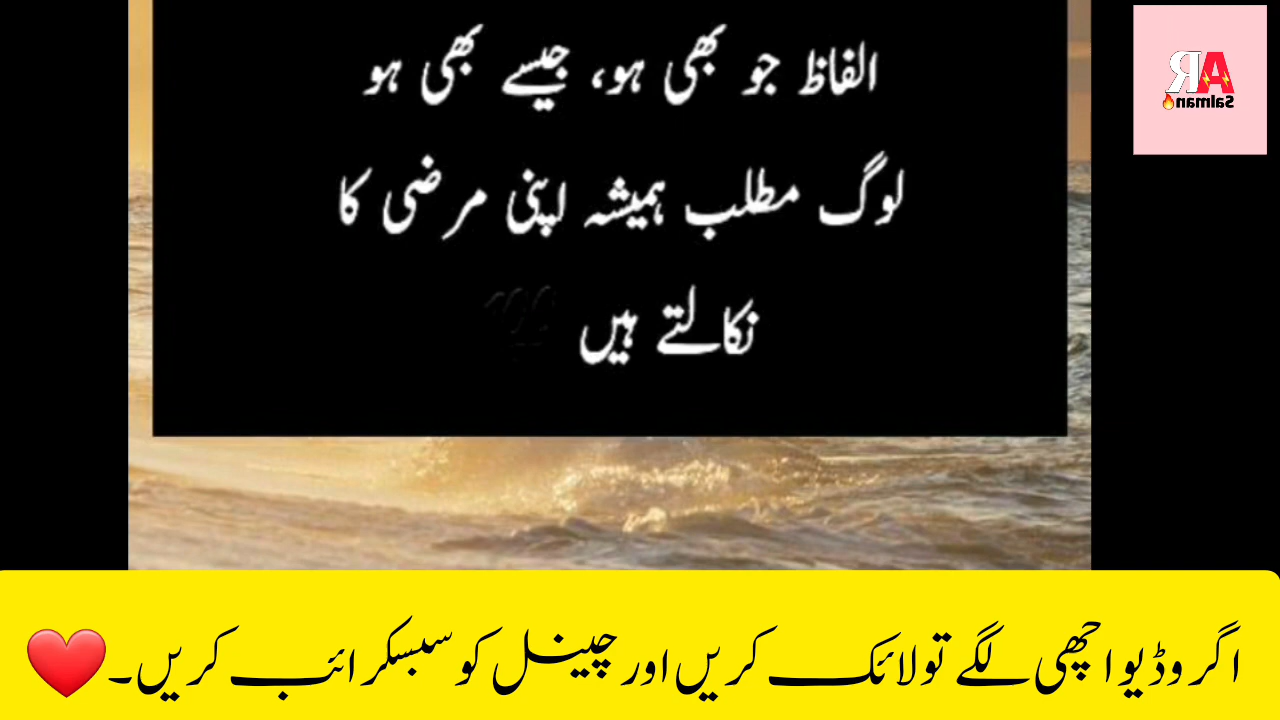 الفاظ جو بھی ہو، جیسے بھی ہو
لوگ مطلب ہمیشہ اپنی مرضی کا
نکالتے ہیں
AR
Salman🔥
اگر وڈیو اچھی لگے تو لائک کریں اور چینل کو سبسکرائب کریں۔❤️